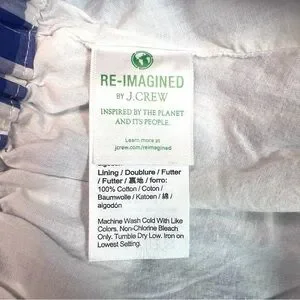 RE-IMAGINED
BY J.CREW
INSPIRED BY THE PLANET
AND ITS PEOPLE.
Learn more at
jcrew.com/reimagined
Lining / Doublure / Futter
/ Futter / 裏地 / forro:
100% Cotton / Coton /
Baumwolle / Katoen / 綿 /
algodón
Machine Wash Cold With Like
Colors. Non-Chlorine Bleach
Only. Tumble Dry Low. Iron on
Lowest Setting.